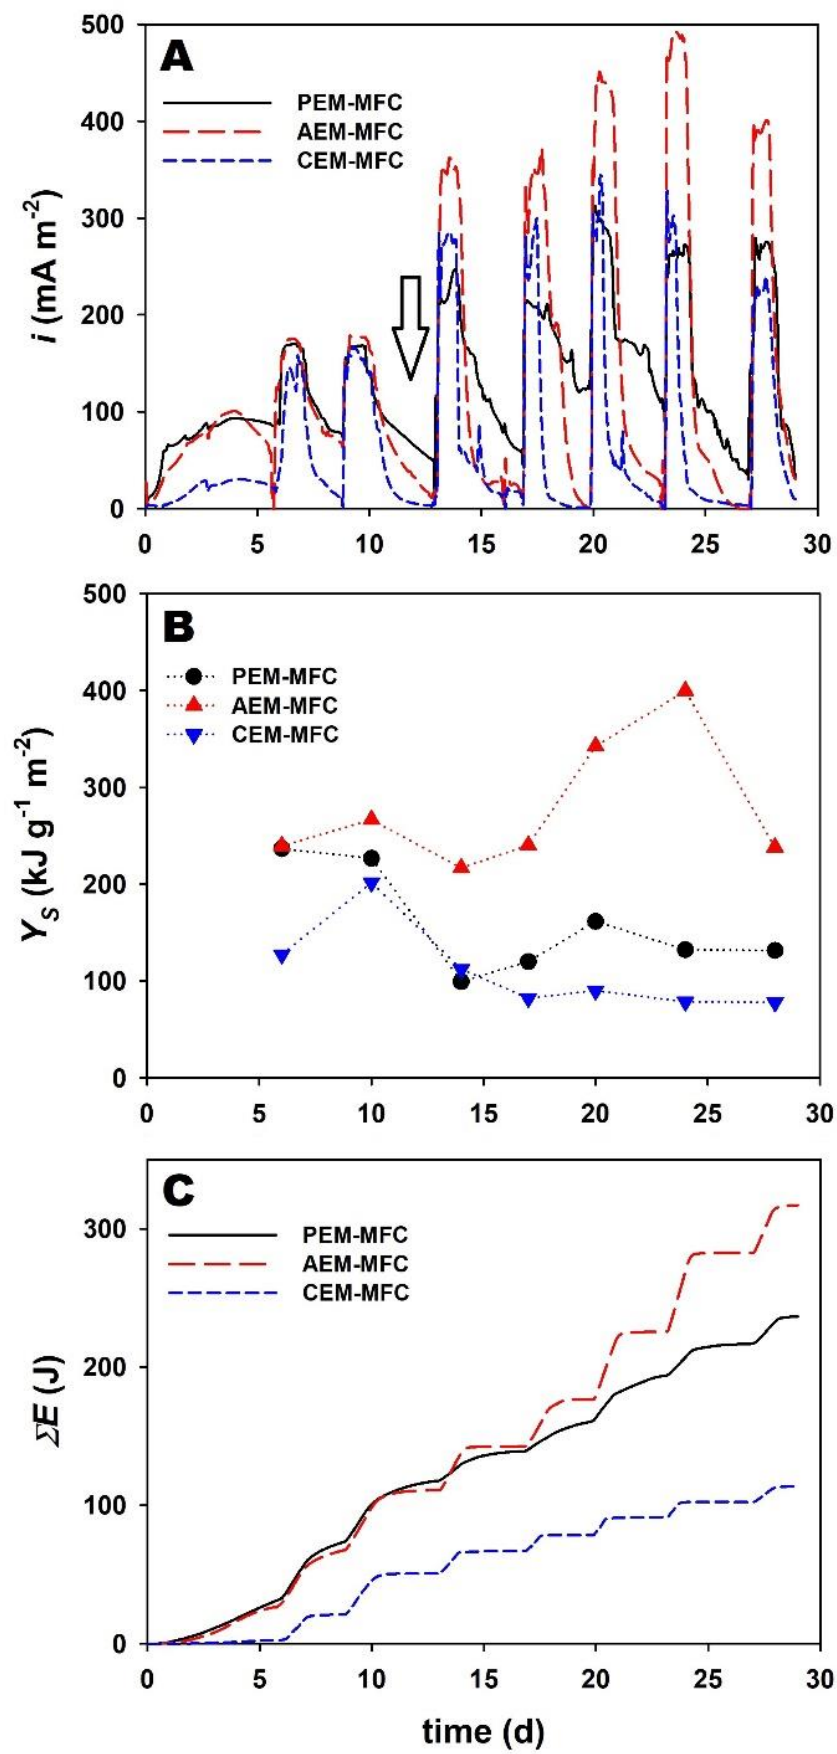 A
PEM-MFC
AEM-MFC
CEM-MFC
i (mA m-2)
500
400
300
200
100
0
0 5 10 15 20 25 30
B
PEM-MFC
AEM-MFC
CEM-MFC
YS (kJ g-1 m-2)
500
400
300
200
100
0
0 5 10 15 20 25 30
C
PEM-MFC
AEM-MFC
CEM-MFC
ΣE (J)
300
200
100
0
0 5 10 15 20 25 30
time (d)